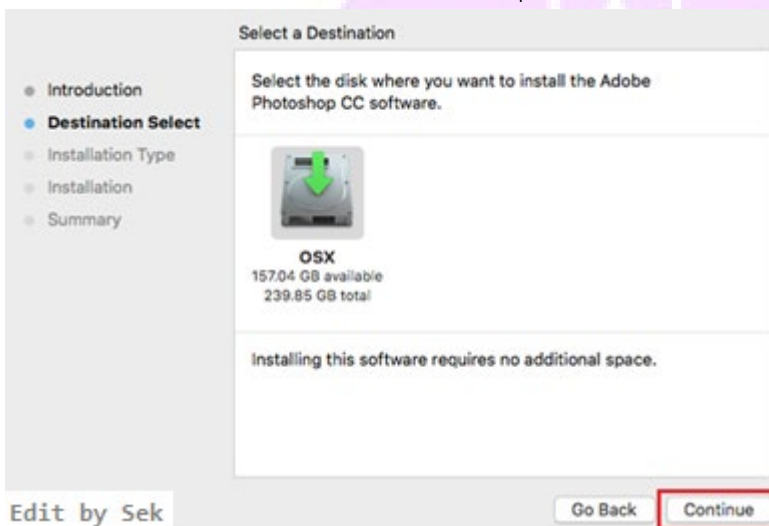 Select a Destination
Introduction
Destination Select
Installation Type
Installation
Summary
Select the disk where you want to install the Adobe
Photoshop CC software.
OSX
157.04 GB available
239.85 GB total
Installing this software requires no additional space.
Edit by Sek
Go Back
Continue